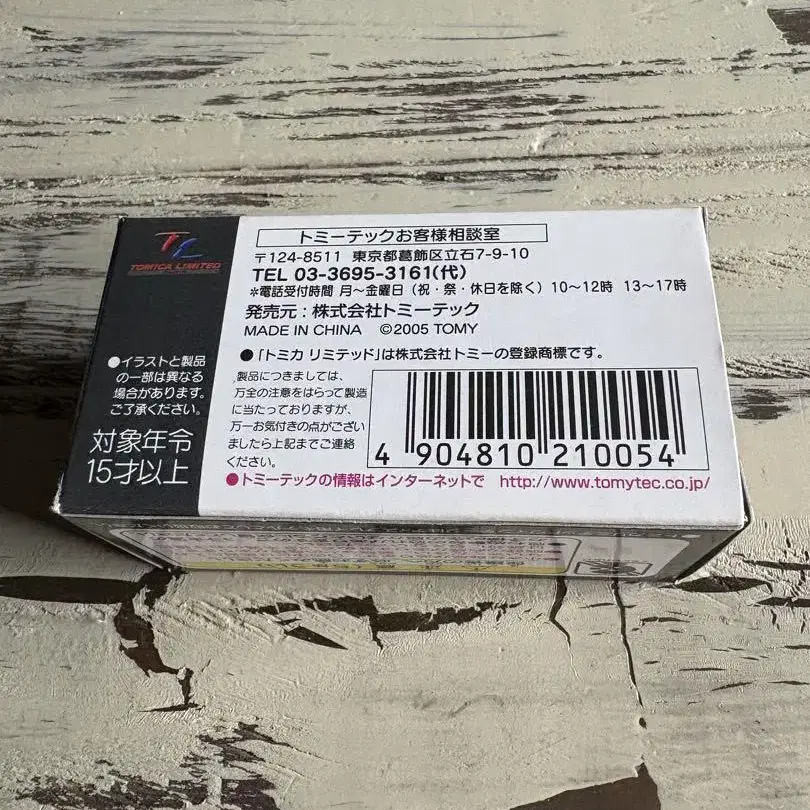 TOMICA LIMITED
●イラストと製品
の一部は異なる
場合があります。
ご了承ください。
対象年令
15才以上
トミーテックお客様相談室
〒124-8511 東京都葛飾区立石7-9-10
TEL 03-3695-3161(代)
*電話受付時間 月〜金曜日(祝・祭・休日を除く) 10〜12時 13〜17時
発売元:株式会社トミーテック
MADE IN CHINA ©2005 TOMY
●「トミカ リミテッド」は株式会社トミーの登録商標です。
製品につきましては、
万全の注意をはらって製造
に当たっておりますが、
万一お気付きの点がござい
ましたら上記までご連絡
ください。
4 904810 210054
●トミーテックの情報はインターネットで http://www.tomytec.co.jp/